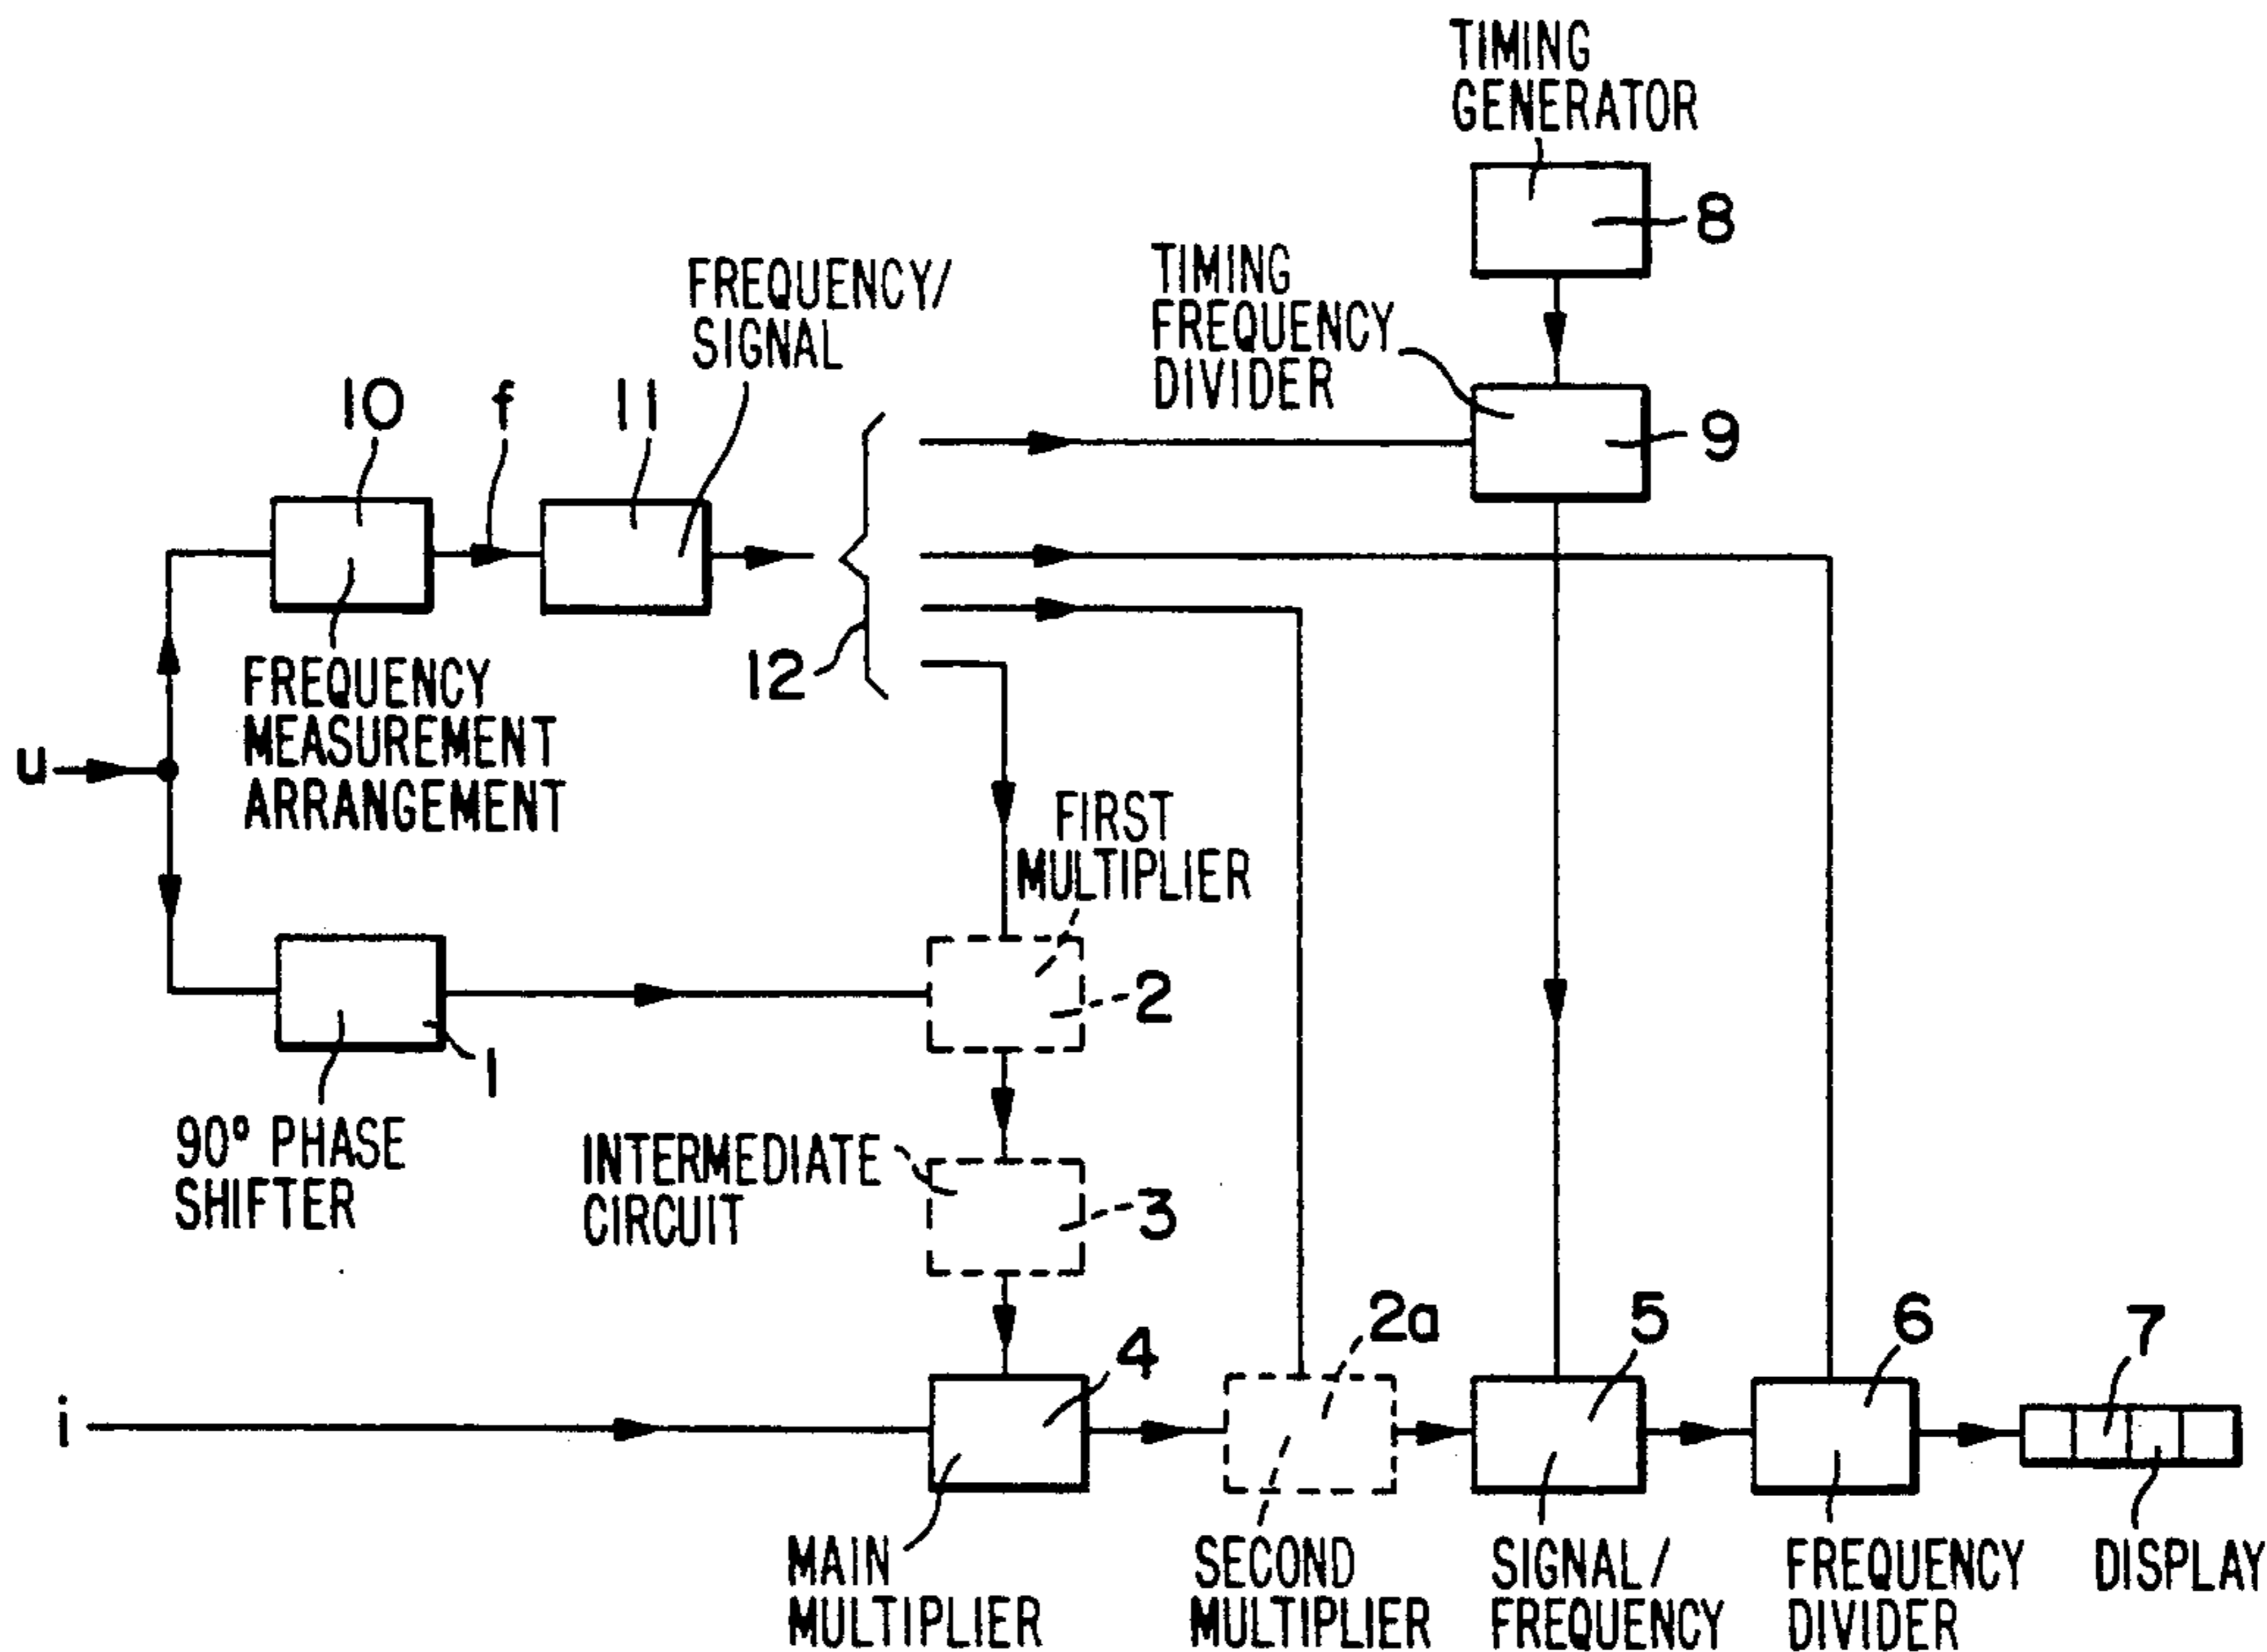 TIMING
GENERATOR
8
TIMING
FREQUENCY
DIVIDER
9
FREQUENCY/
SIGNAL
10
f
11
12
FREQUENCY
MEASUREMENT
ARRANGEMENT
u
FIRST
MULTIPLIER
2
1
90° PHASE
SHIFTER
INTERMEDIATE
CIRCUIT
3
i
4
2a
5
6
7
MAIN
MULTIPLIER
SECOND
MULTIPLIER
SIGNAL/
FREQUENCY
FREQUENCY
DIVIDER
DISPLAY